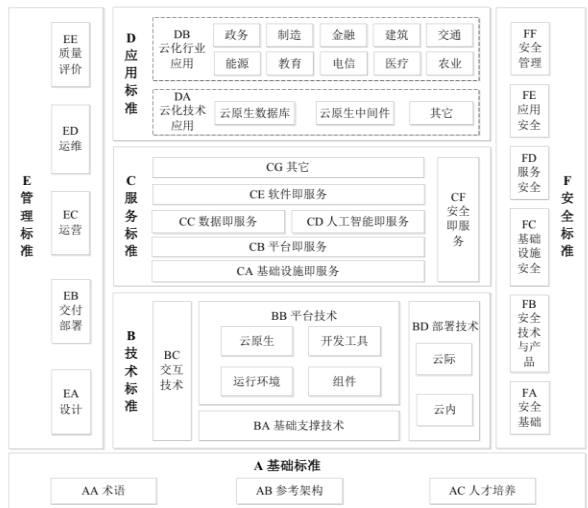 E 管理标准
EE
质量
评价
ED
运维
EC
运营
EB
交付
部署
EA
设计
D 应用标准
DB
云化行业
应用
政务
制造
金融
建筑
交通
能源
教育
电信
医疗
农业
DA
云化技术
应用
云原生数据库
云原生中间件
其它
C 服务标准
CG 其它
CE 软件即服务
CC 数据即服务
CD 人工智能即服务
CB 平台即服务
CA 基础设施即服务
CF
安全
即服
务
B 技术标准
BC
交互
技术
BB 平台技术
云原生
开发工具
运行环境
组件
BA 基础支撑技术
BD 部署技术
云际
云内
F 安全标准
FF
安全
管理
FE
应用
安全
FD
服务
安全
FC
基础
设施
安全
FB
安全
技术
与产
品
FA
安全
基础
A 基础标准
AA 术语
AB 参考架构
AC 人才培养